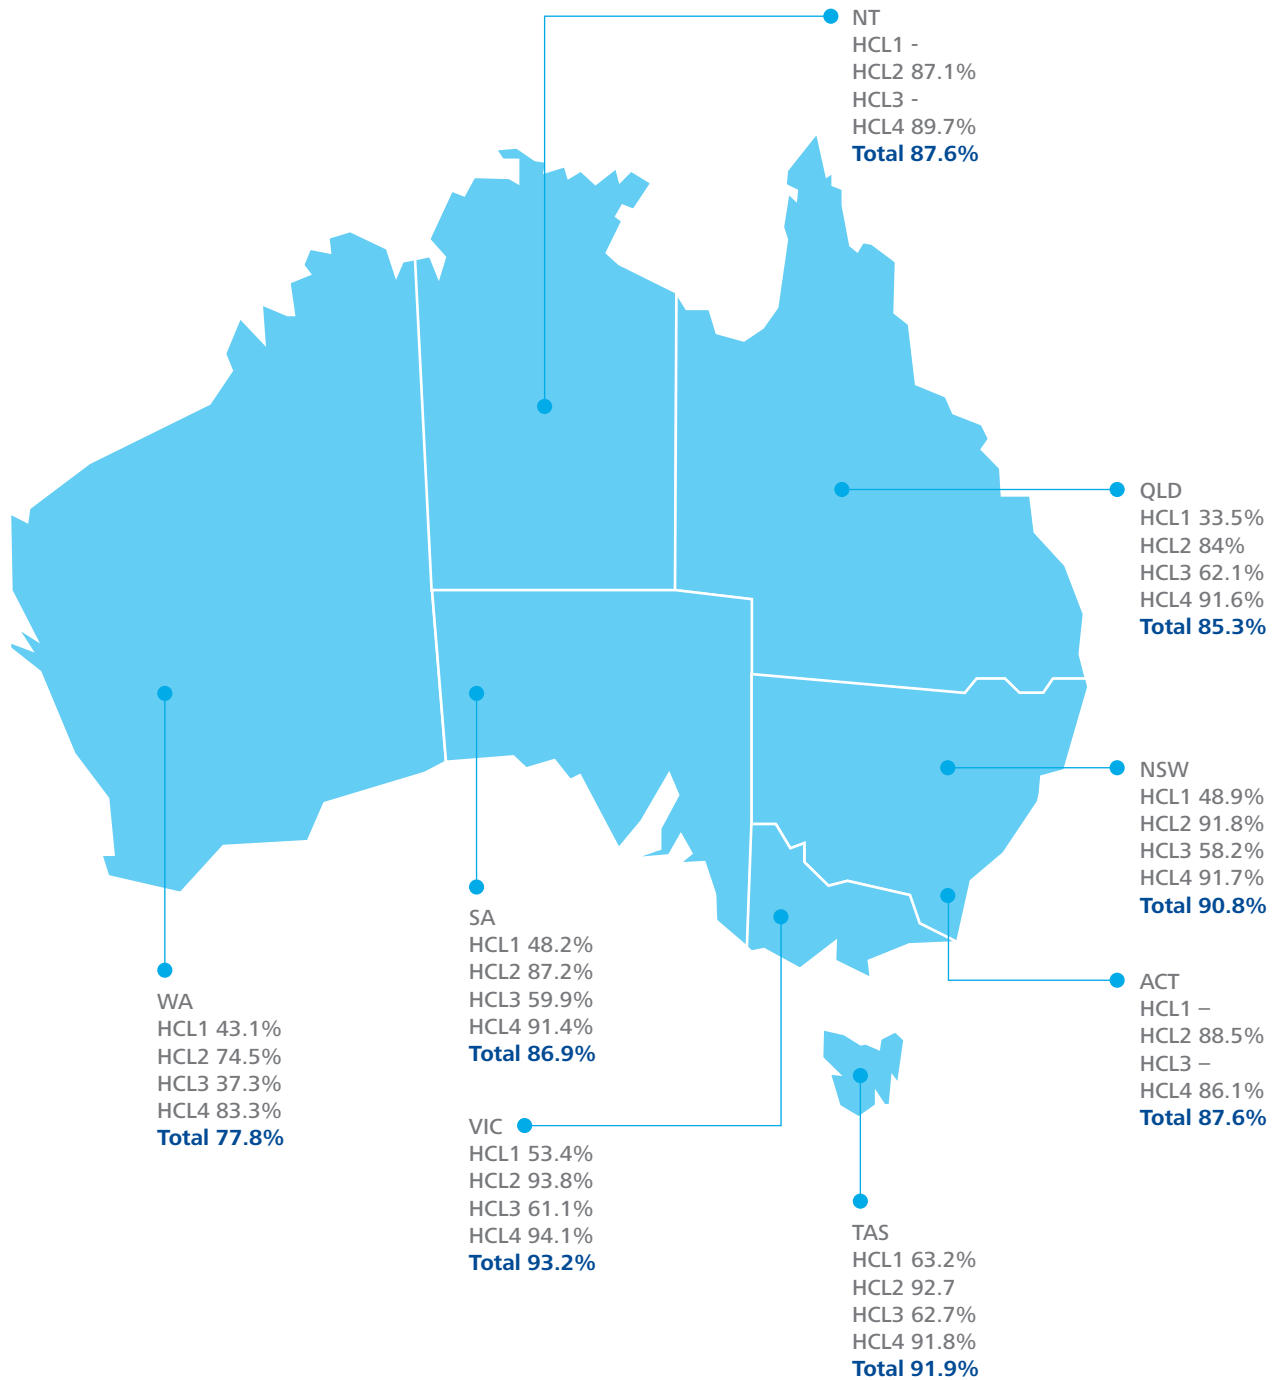 NT
HCL1 -
HCL2 87.1%
HCL3 -
HCL4 89.7%
Total 87.6%
QLD
HCL1 33.5%
HCL2 84%
HCL3 62.1%
HCL4 91.6%
Total 85.3%
NSW
HCL1 48.9%
HCL2 91.8%
HCL3 58.2%
HCL4 91.7%
Total 90.8%
SA
HCL1 48.2%
HCL2 87.2%
HCL3 59.9%
HCL4 91.4%
Total 86.9%
WA
HCL1 43.1%
HCL2 74.5%
HCL3 37.3%
HCL4 83.3%
Total 77.8%
ACT
HCL1 –
HCL2 88.5%
HCL3 –
HCL4 86.1%
Total 87.6%
VIC
HCL1 53.4%
HCL2 93.8%
HCL3 61.1%
HCL4 94.1%
Total 93.2%
TAS
HCL1 63.2%
HCL2 92.7
HCL3 62.7%
HCL4 91.8%
Total 91.9%